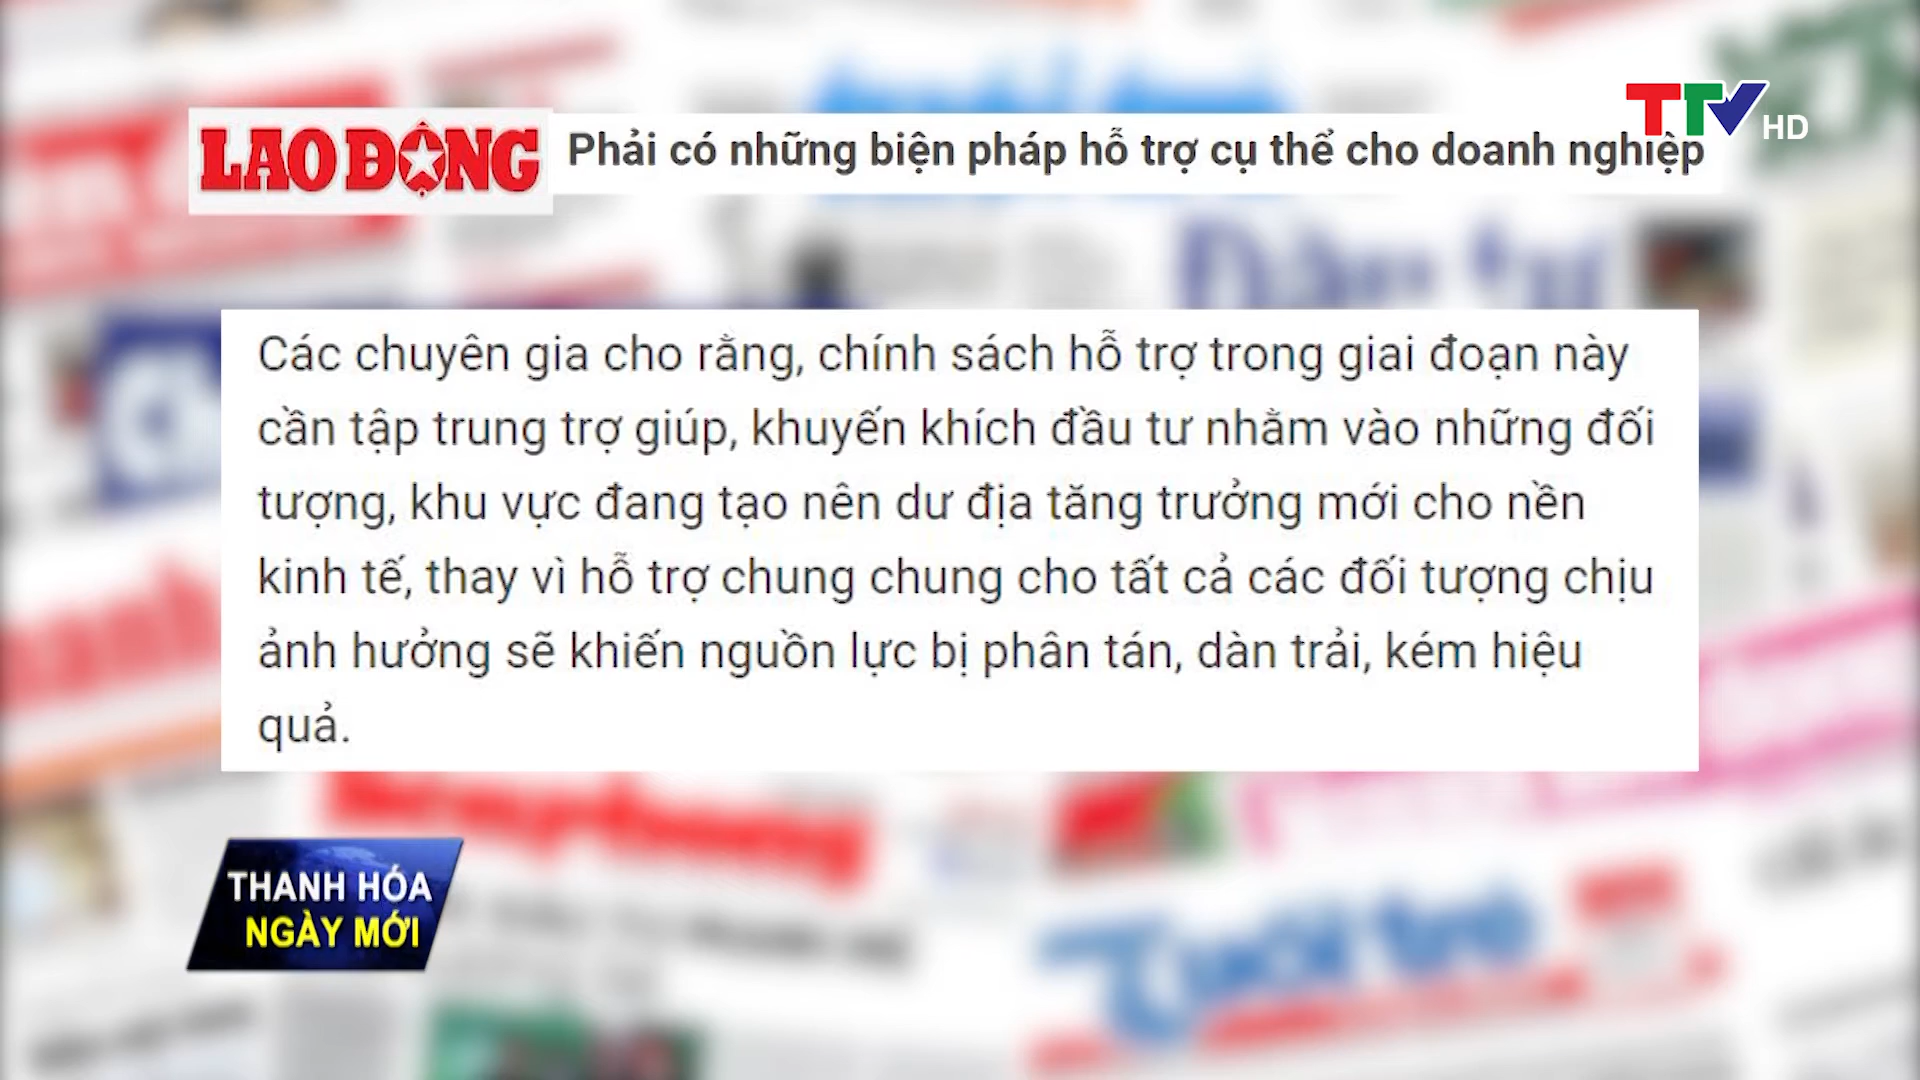 TTV HD
LAO ĐỘNG Phải có những biện pháp hỗ trợ cụ thể cho doanh nghiệp
Các chuyên gia cho rằng, chính sách hỗ trợ trong giai đoạn này
cần tập trung trợ giúp, khuyến khích đầu tư nhằm vào những đối
tượng, khu vực đang tạo nên dư địa tăng trưởng mới cho nền
kinh tế, thay vì hỗ trợ chung chung cho tất cả các đối tượng chịu
ảnh hưởng sẽ khiến nguồn lực bị phân tán, dàn trải, kém hiệu
quả.
THANH HÓA
NGÀY MỚI
Tuổi trẻ